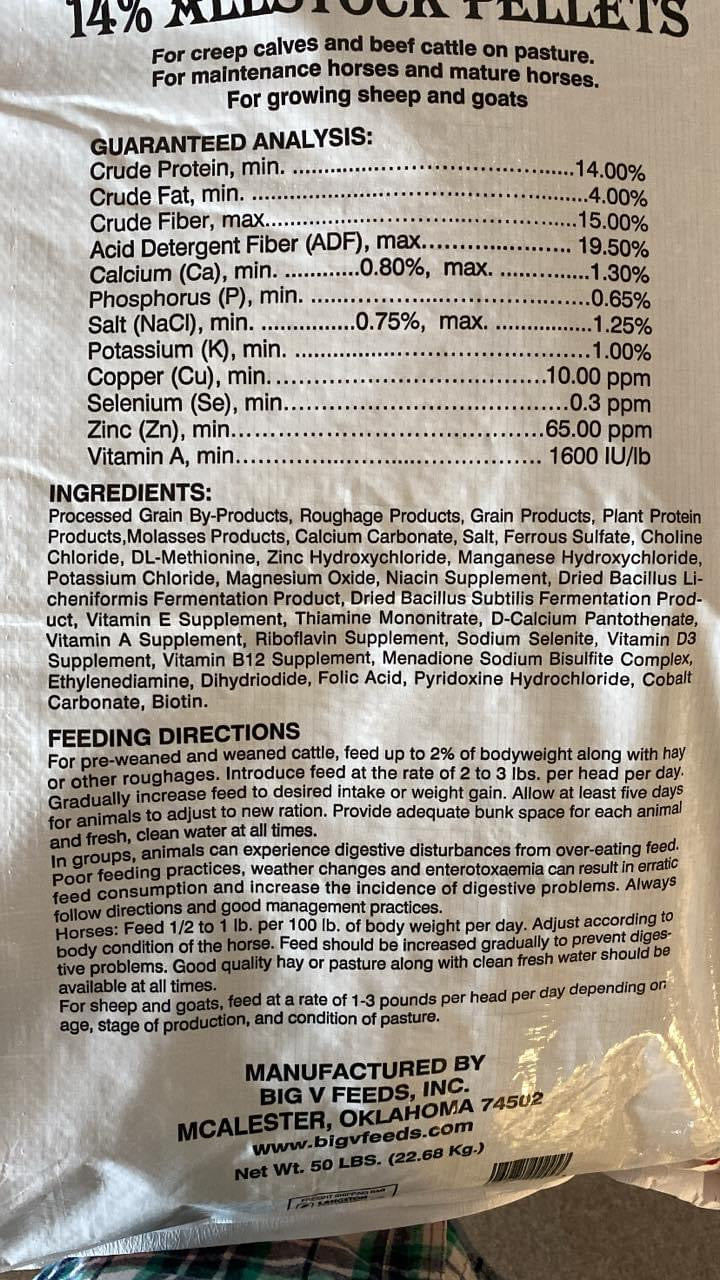 14% ALLSTOCK PELLETS
For creep calves and beef cattle on pasture.
For maintenance horses and mature horses.
For growing sheep and goats
GUARANTEED ANALYSIS:
Crude Protein, min. ............................................14.00%
Crude Fat, min. ....................................................4.00%
Crude Fiber, max.................................................15.00%
Acid Detergent Fiber (ADF), max........................ 19.50%
Calcium (Ca), min. ............0.80%, max. ..............1.30%
Phosphorus (P), min. ..........................................0.65%
Salt (NaCl), min. ...............0.75%, max. ...............1.25%
Potassium (K), min. .............................................1.00%
Copper (Cu), min..........................................10.00 ppm
Selenium (Se), min...........................................0.3 ppm
Zinc (Zn), min................................................65.00 ppm
Vitamin A, min............................................... 1600 IU/lb
INGREDIENTS:
Processed Grain By-Products, Roughage Products, Grain Products, Plant Protein
Products,Molasses Products, Calcium Carbonate, Salt, Ferrous Sulfate, Choline
Chloride, DL-Methionine, Zinc Hydroxychloride, Manganese Hydroxychloride,
Potassium Chloride, Magnesium Oxide, Niacin Supplement, Dried Bacillus Li-
cheniformis Fermentation Product, Dried Bacillus Subtilis Fermentation Prod-
uct, Vitamin E Supplement, Thiamine Mononitrate, D-Calcium Pantothenate,
Vitamin A Supplement, Riboflavin Supplement, Sodium Selenite, Vitamin D3
Supplement, Vitamin B12 Supplement, Menadione Sodium Bisulfite Complex,
Ethylenediamine, Dihydriodide, Folic Acid, Pyridoxine Hydrochloride, Cobalt
Carbonate, Biotin.
FEEDING DIRECTIONS
For pre-weaned and weaned cattle, feed up to 2% of bodyweight along with hay
or other roughages. Introduce feed at the rate of 2 to 3 lbs. per head per day.
Gradually increase feed to desired intake or weight gain. Allow at least five days
for animals to adjust to new ration. Provide adequate bunk space for each animal
and fresh, clean water at all times.
In groups, animals can experience digestive disturbances from over-eating feed.
Poor feeding practices, weather changes and enterotoxaemia can result in erratic
feed consumption and increase the incidence of digestive problems. Always
follow directions and good management practices.
Horses: Feed 1/2 to 1 lb. per 100 lb. of body weight per day. Adjust according to
body condition of the horse. Feed should be increased gradually to prevent diges-
tive problems. Good quality hay or pasture along with clean fresh water should be
available at all times.
For sheep and goats, feed at a rate of 1-3 pounds per head per day depending on
age, stage of production, and condition of pasture.
MANUFACTURED BY
BIG V FEEDS, INC.
MCALESTER, OKLAHOMA 74502
www.bigvfeeds.com
Net Wt. 50 LBS. (22.68 Kg.)
LANGSTON